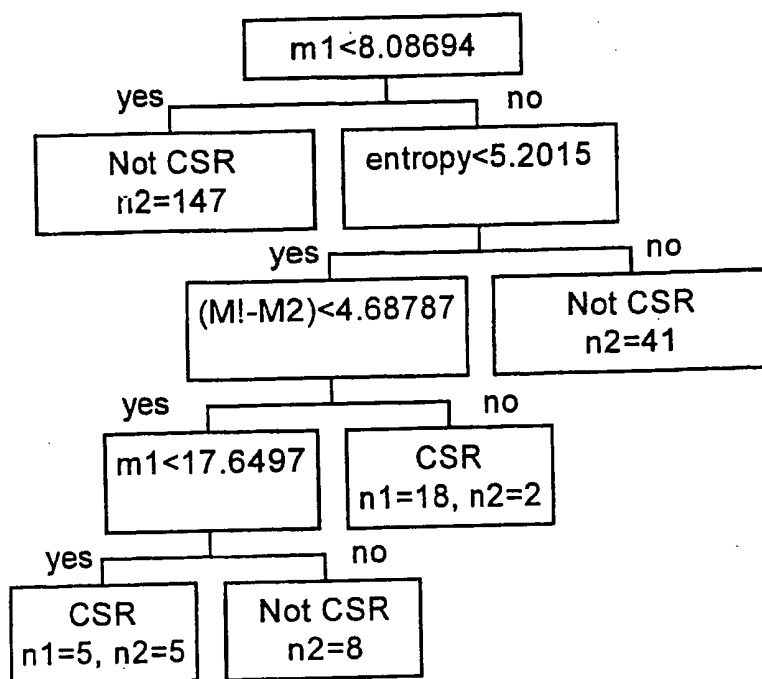 m1<8.08694
yes
no
Not CSR
n2=147
entropy<5.2015
yes
no
(M!-M2)<4.68787
Not CSR
n2=41
yes
no
m1<17.6497
CSR
n1=18, n2=2
yes
no
CSR
n1=5, n2=5
Not CSR
n2=8